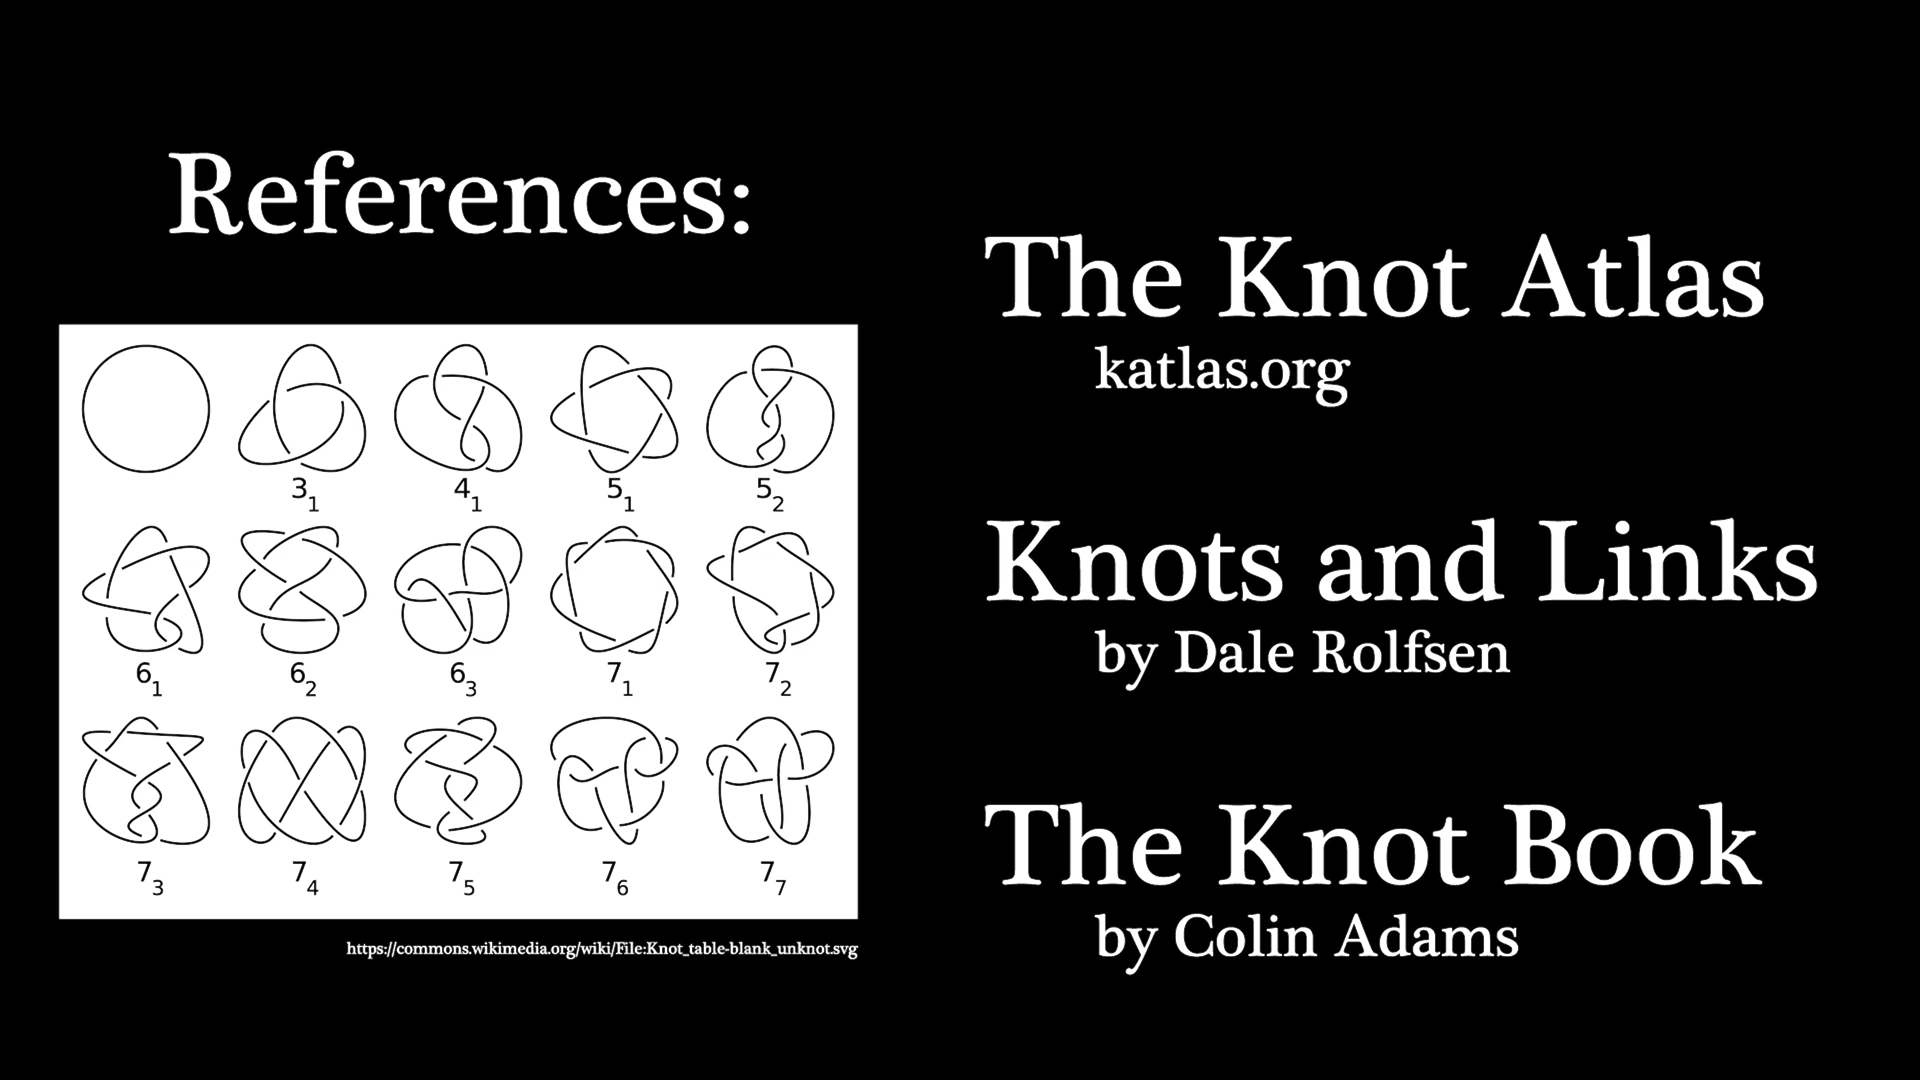 References:
3₁ 4₁ 5₁ 5₂
6₁ 6₂ 6₃ 7₁ 7₂
7₃ 7₄ 7₅ 7₆ 7₇
https://commons.wikimedia.org/wiki/File:Knot_table-blank_unknot.svg
The Knot Atlas
katlas.org
Knots and Links
by Dale Rolfsen
The Knot Book
by Colin Adams